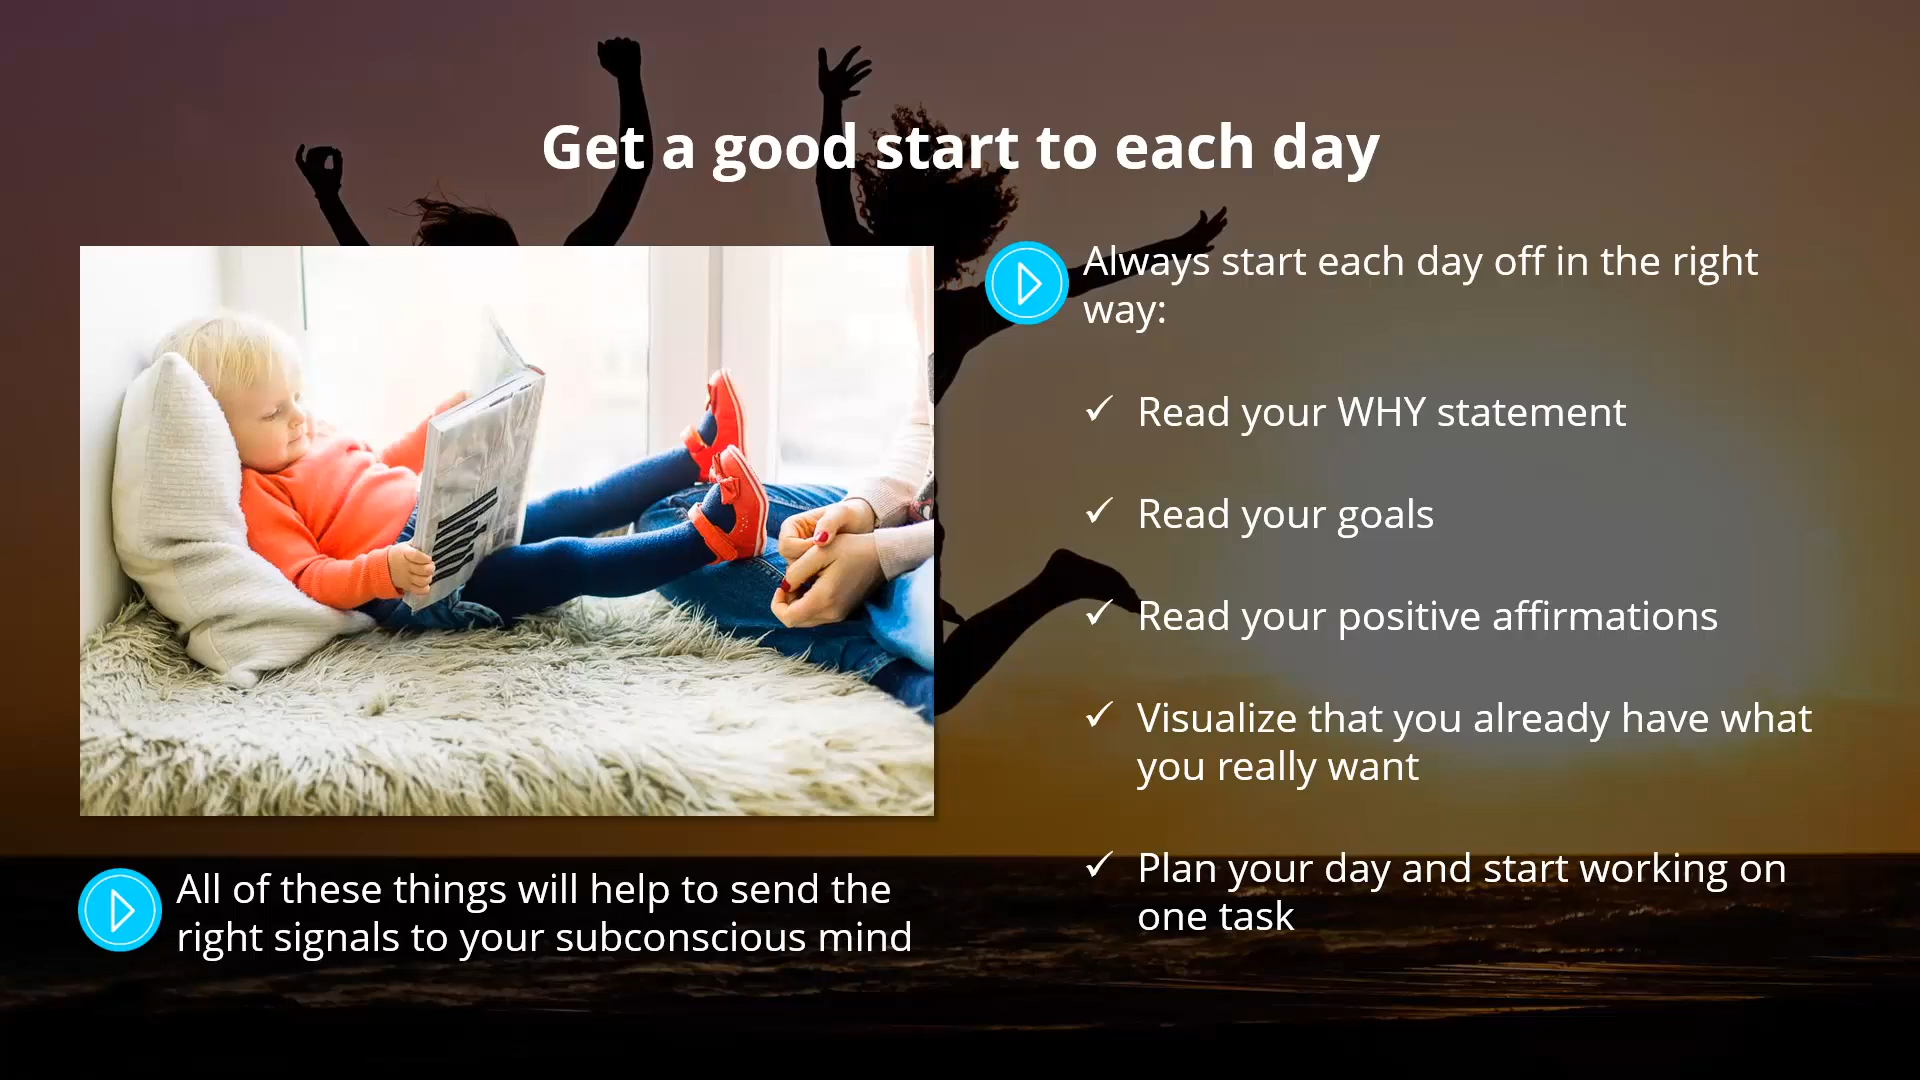 Get a good start to each day
Always start each day off in the right
way:
✓ Read your WHY statement
✓ Read your goals
✓ Read your positive affirmations
✓ Visualize that you already have what
you really want
✓ Plan your day and start working on
one task
All of these things will help to send the
right signals to your subconscious mind